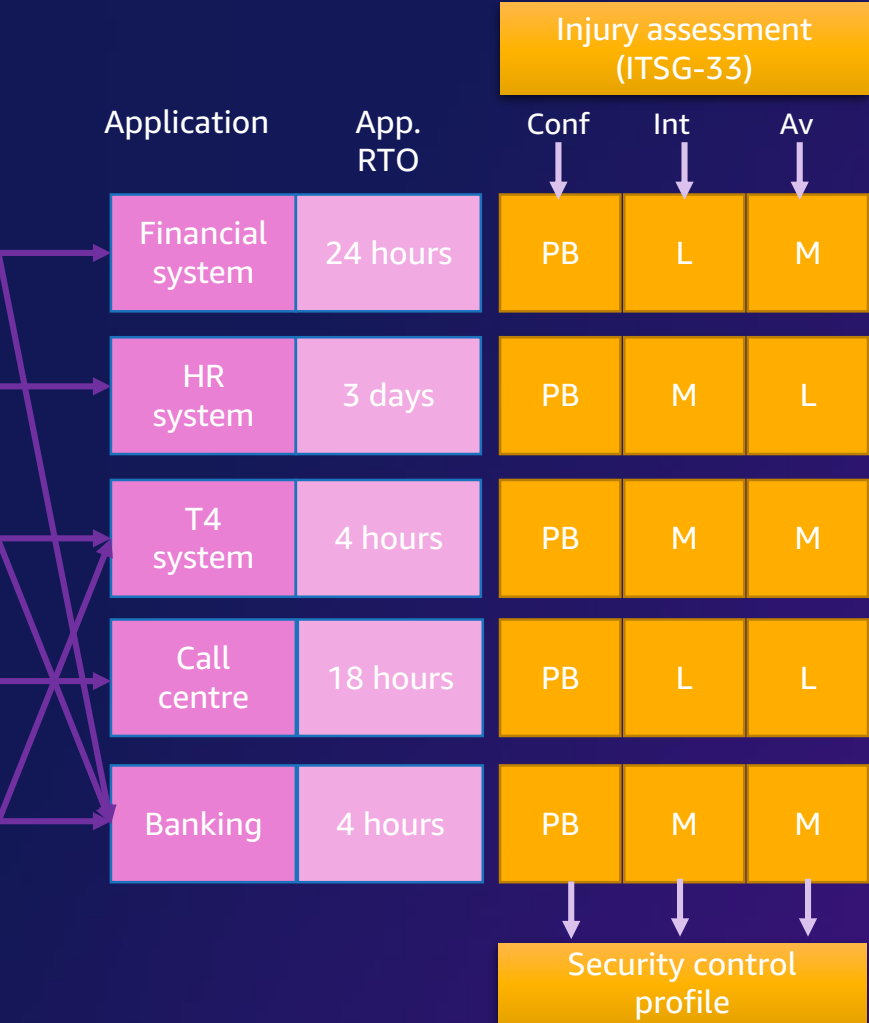 Injury assessment
(ITSG-33)
Application
App.
RTO
Conf
Int
Av
Financial
system
24 hours
PB
L
M
HR
system
3 days
PB
M
L
T4
system
4 hours
PB
M
M
Call
centre
18 hours
PB
L
L
Banking
4 hours
PB
M
M
Security control
profile